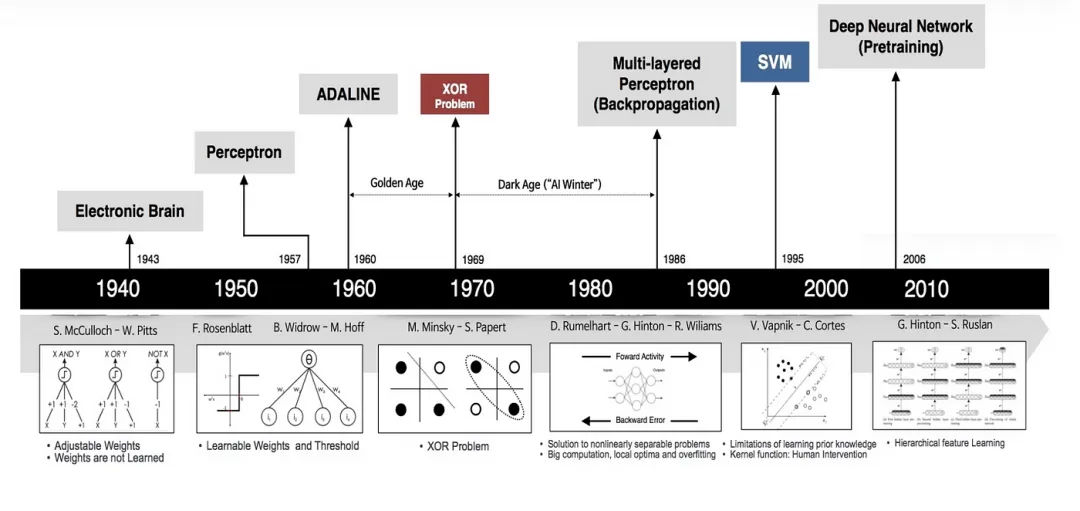 Deep Neural Network
(Pretraining)
Multi-layered
Perceptron
(Backpropagation)
SVM
ADALINE
XOR
Problem
Perceptron
Golden Age
Dark Age ("AI Winter")
Electronic Brain
1943
1957
1960
1969
1986
1995
2006
1940
1950
1960
1970
1980
1990
2000
2010
S. McCulloch – W. Pitts
F. Rosenblatt
B. Widrow – M. Hoff
M. Minsky – S. Papert
D. Rumelhart – G. Hinton – R. Wiliams
V. Vapnik – C. Cortes
G. Hinton – S. Ruslan
X AND Y
X OR Y
NOT X
+1 +1 -2
+1 +1 -1
-1
X Y +1
X Y +1
X
θ
Foward Activity
Backward Error
• Adjustable Weights
• Weights are not Learned
• Learnable Weights and Threshold
• XOR Problem
• Solution to nonlinearly separable problems
• Big computation, local optima and overfitting
• Limitations of learning prior knowledge
• Kernel function: Human Intervention
• Hierarchical feature Learning